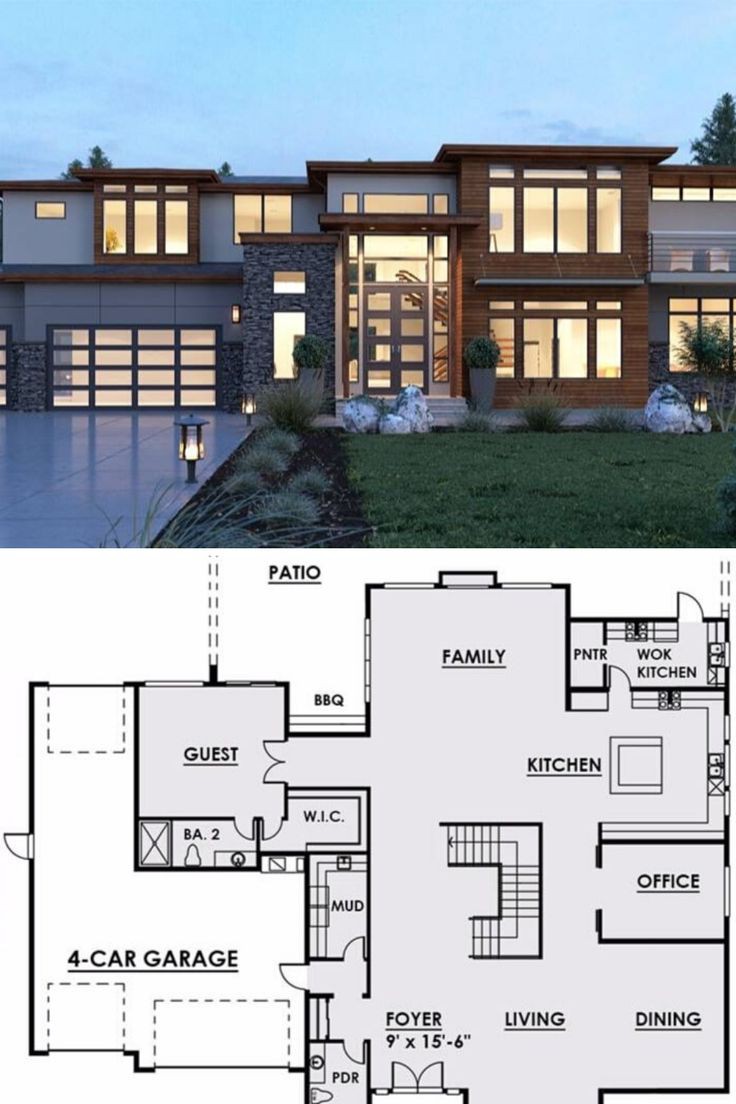 PATIO
FAMILY
PNTR
WOK
KITCHEN
BBQ
GUEST
KITCHEN
W.I.C.
BA. 2
OFFICE
MUD
4-CAR GARAGE
FOYER
9' x 15'-6"
LIVING
DINING
PDR